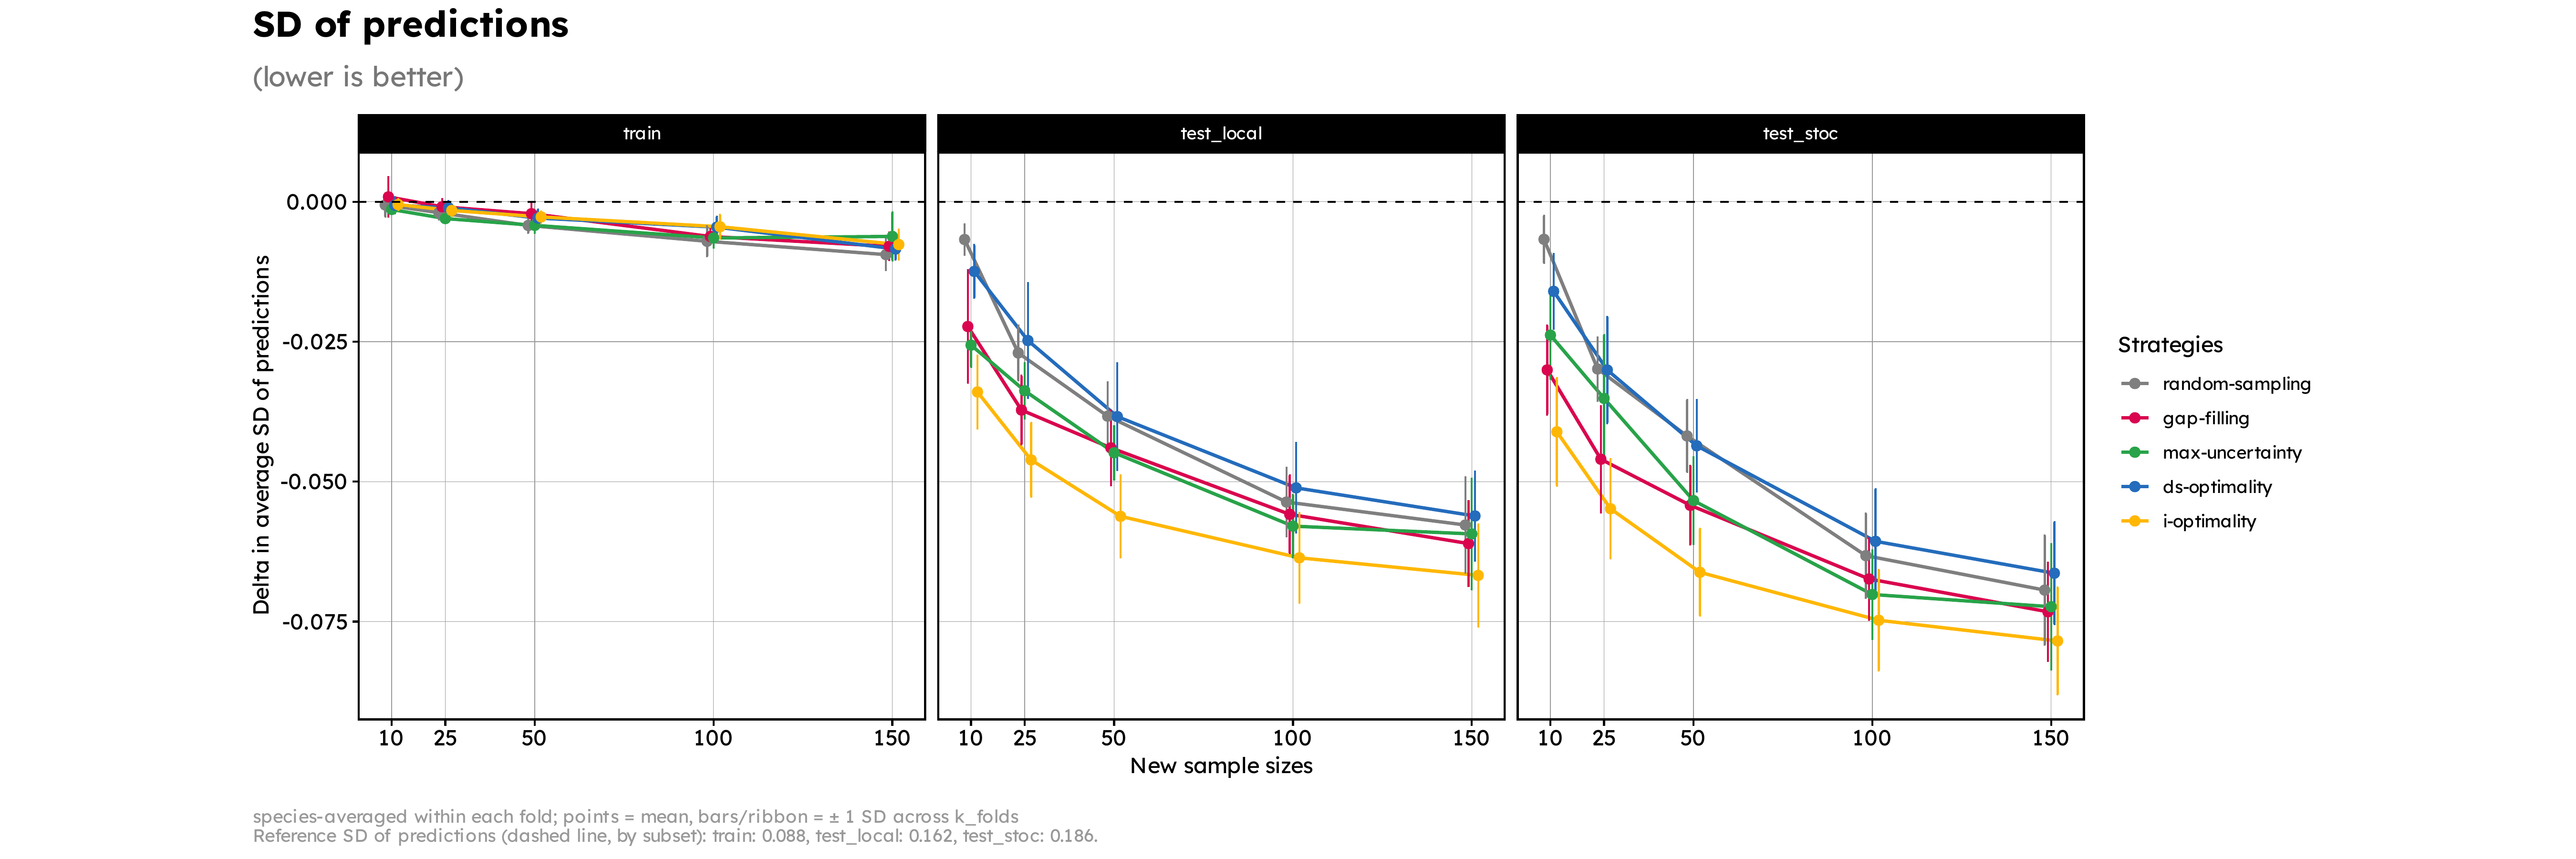 SD of predictions
(lower is better)
train
test_local
test_stoc
Delta in average SD of predictions
0.000
-0.025
-0.050
-0.075
10 25 50 100 150
10 25 50 100 150
10 25 50 100 150
New sample sizes
Strategies
random-sampling
gap-filling
max-uncertainty
ds-optimality
i-optimality
species-averaged within each fold; points = mean, bars/ribbon = ± 1 SD across k_folds
Reference SD of predictions (dashed line, by subset): train: 0.088, test_local: 0.162, test_stoc: 0.186.